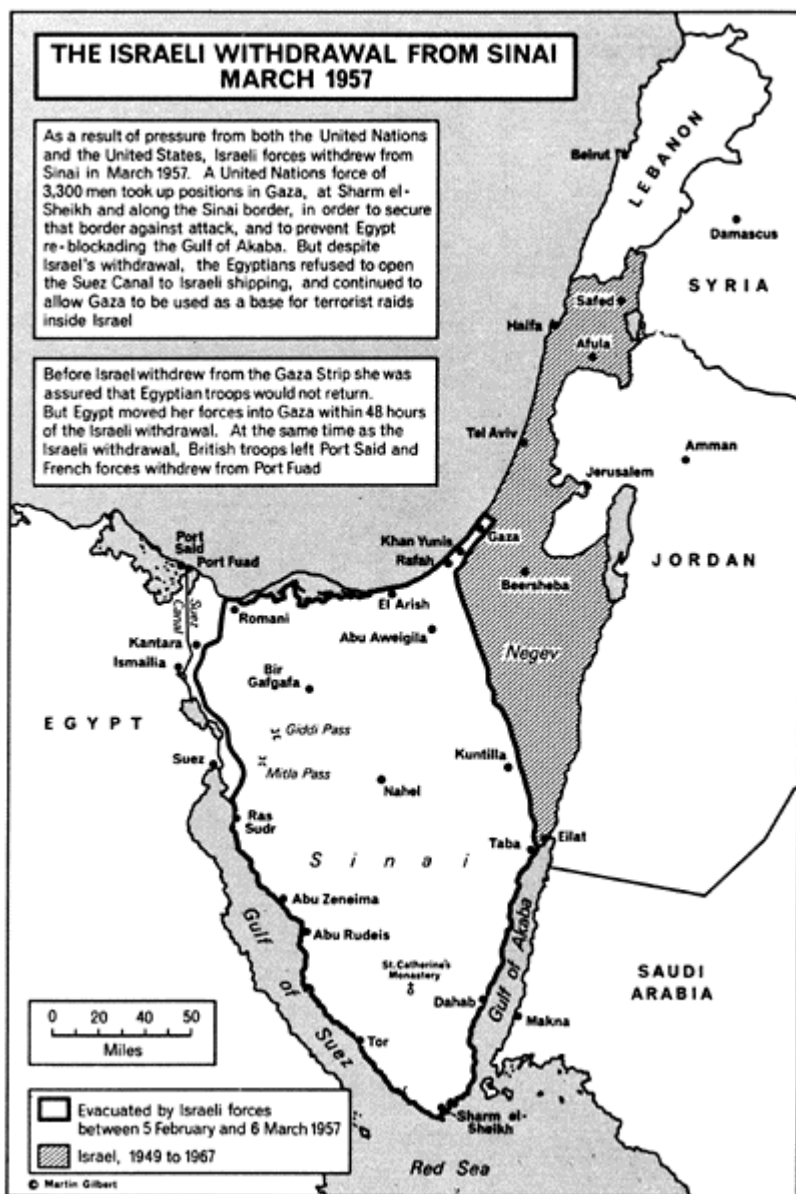 THE ISRAELI WITHDRAWAL FROM SINAI
MARCH 1957
As a result of pressure from both the United Nations
and the United States, Israeli forces withdrew from
Sinai in March 1957. A United Nations force of
3,300 men took up positions in Gaza, at Sharm el-
Sheikh and along the Sinai border, in order to secure
that border against attack, and to prevent Egypt
re-blockading the Gulf of Akaba. But despite
Israel's withdrawal, the Egyptians refused to open
the Suez Canal to Israeli shipping, and continued to
allow Gaza to be used as a base for terrorist raids
inside Israel
Before Israel withdrew from the Gaza Strip she was
assured that Egyptian troops would not return.
But Egypt moved her forces into Gaza within 48 hours
of the Israeli withdrawal. At the same time as the
Israeli withdrawal, British troops left Port Said and
French forces withdrew from Port Fuad
LEBANON
Beirut
Damascus
SYRIA
Safed
Haifa
Afula
Tel Aviv
Amman
Jerusalem
Gaza
Khan Yunis
Rafah
Port
Said
Port Fuad
JORDAN
Beersheba
El Arish
Suez
Canal
Romani
Abu Aweigila
Kantara
Ismailia
Negev
Bir
Gafgafa
EGYPT
Giddi Pass
Suez
Mitla Pass
Kuntilla
Nahel
Ras
Sudr
Taba
Eilat
Sinai
Abu Zeneima
Gulf
of
Suez
Abu Rudeis
Gulf of Akaba
St. Catherine's
Monastery
SAUDI
ARABIA
Dahab
Makna
0 20 40 50
Miles
Tor
Sharm el-
Sheikh
Evacuated by Israeli forces
between 5 February and 6 March 1957
Israel, 1949 to 1967
Red Sea
© Martin Gilbert